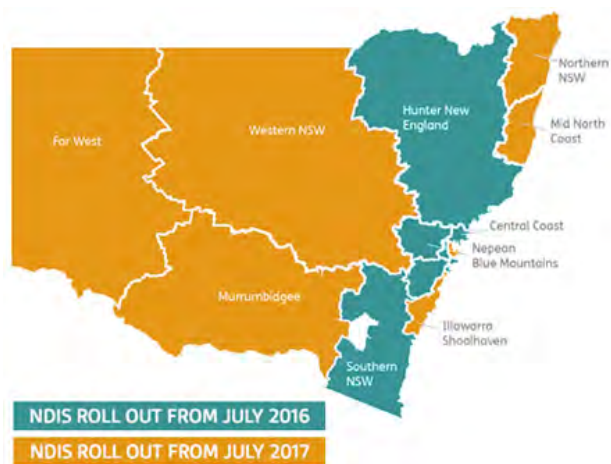 Northern
NSW
Hunter New
England
Mid North
Coast
Far West
Western NSW
Central Coast
Nepean
Blue Mountains
Murrumbidgee
Illawarra
Shoalhaven
Southern
NSW
NDIS ROLL OUT FROM JULY 2016
NDIS ROLL OUT FROM JULY 2017